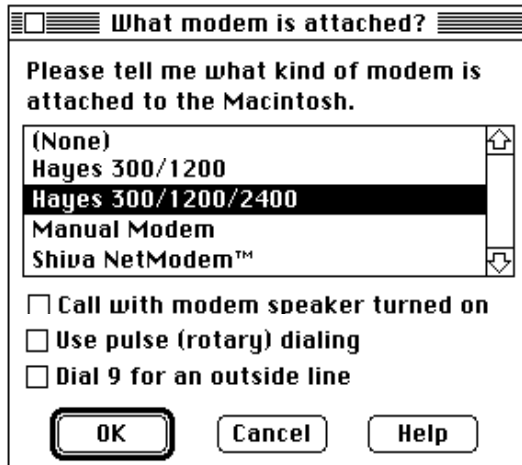 What modem is attached?
Please tell me what kind of modem is
attached to the Macintosh.
(None)
Hayes 300/1200
Hayes 300/1200/2400
Manual Modem
Shiva NetModem™
Call with modem speaker turned on
Use pulse (rotary) dialing
Dial 9 for an outside line
OK Cancel Help